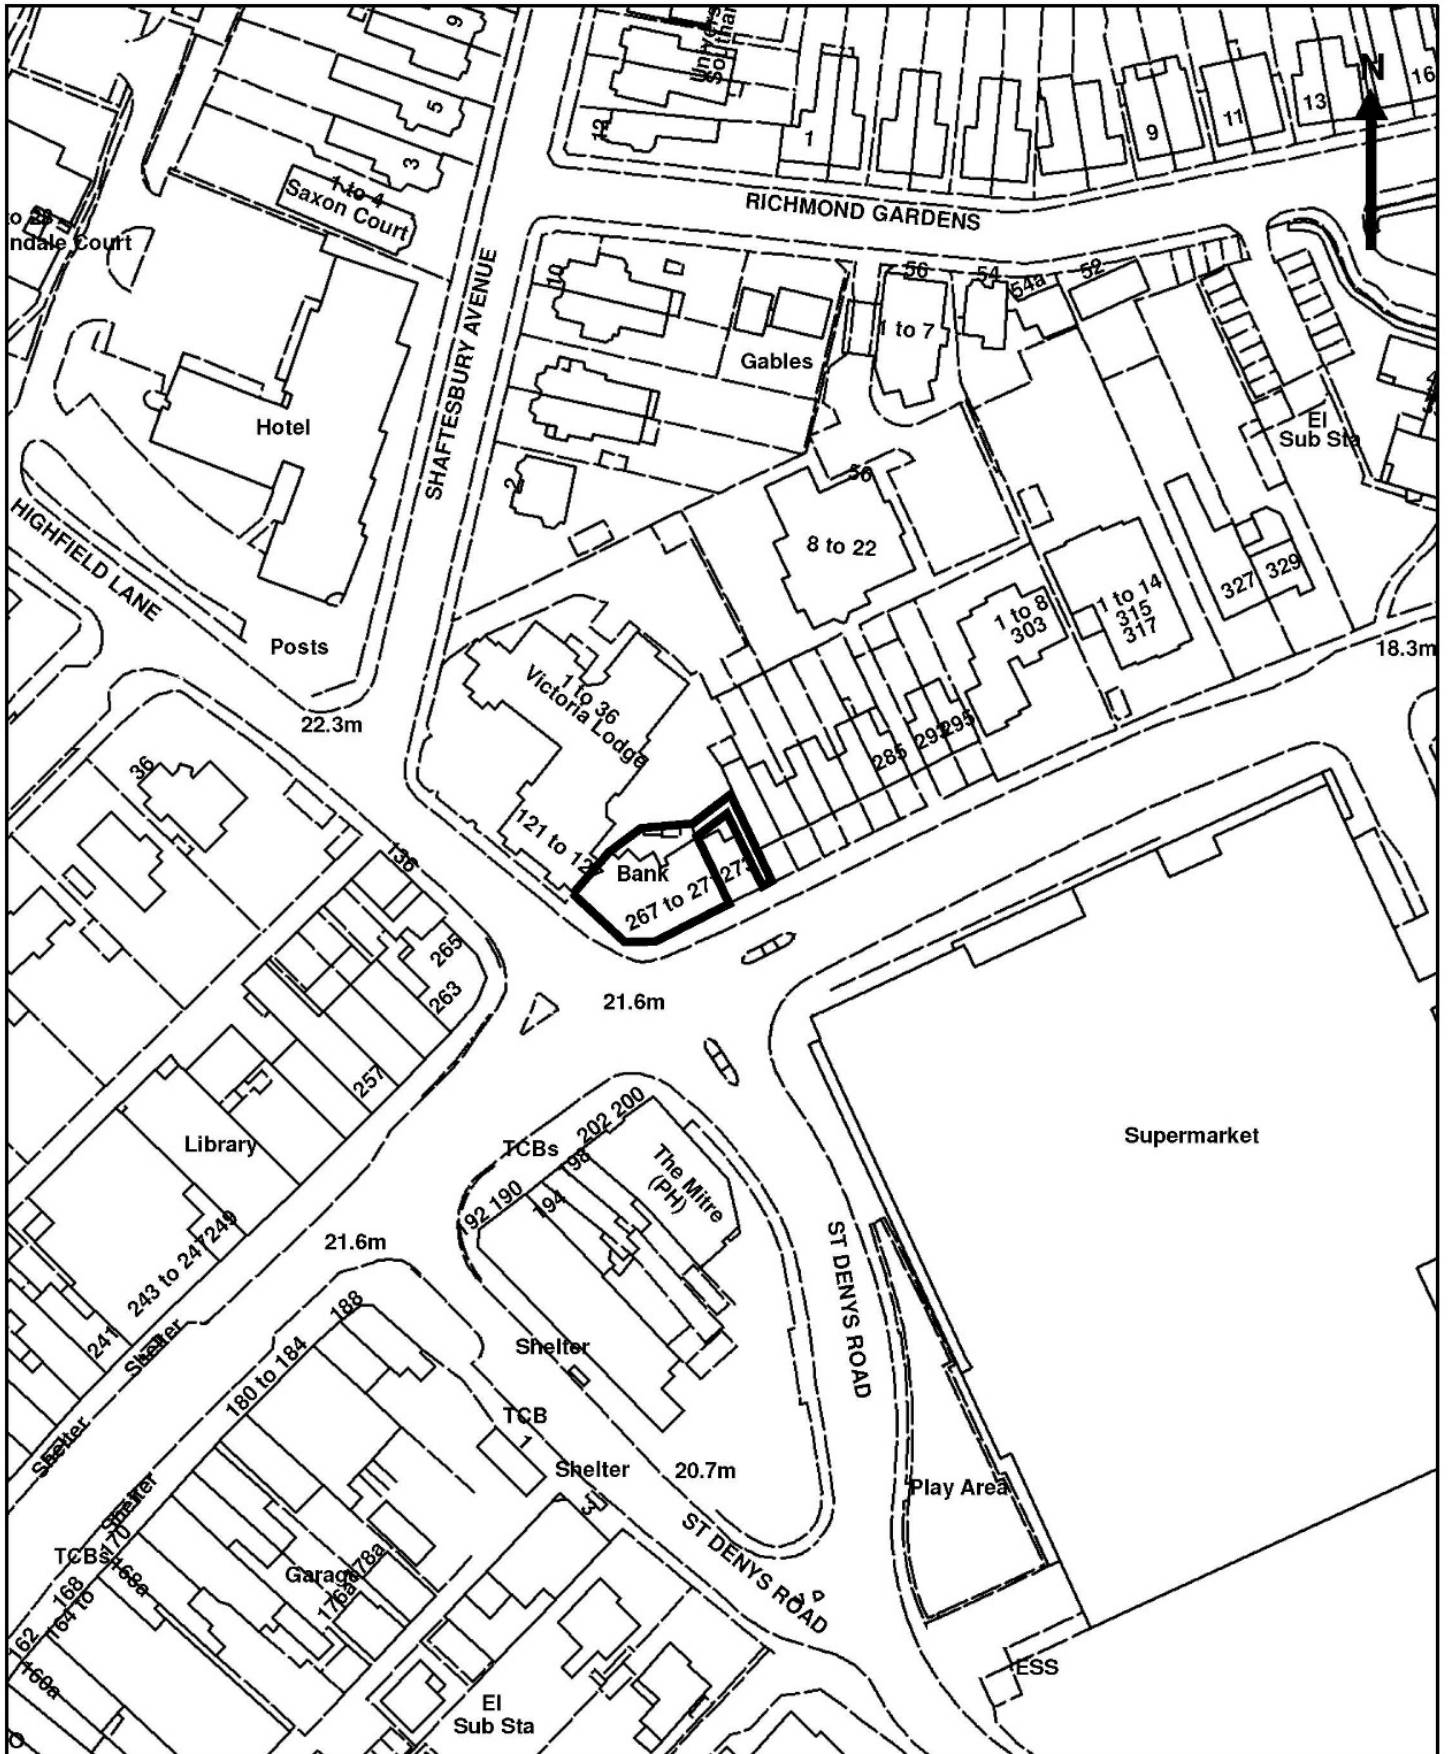 9
5
3
1 to 4
Saxon Court
12
1
9
11
13
N
16
ndale Court
RICHMOND GARDENS
SHAFTESBURY AVENUE
10
56
54
54a
52
1 to 7
Gables
Hotel
El
Sub Sta
2
56
8 to 22
HIGHFIELD LANE
Posts
1 to 8
303
1 to 14
315
317
327
329
18.3m
1 to 36
Victoria Lodge
22.3m
36
285
295
121 to
136
Bank
267 to 271
265
263
21.6m
257
Library
TCBs
202 200
198
192 190
194
The Mitre
(PH)
Supermarket
249
243 to 247
241
21.6m
ST DENYS ROAD
188
180 to 184
Shelter
Shelter
Shelter
Shelter
TCB
1
Shelter
3
20.7m
Play Area
ST DENYS ROAD
170
TCBs
168a
168
164 to
162
160a
Garage
178a
176a
El
Sub Sta
ESS